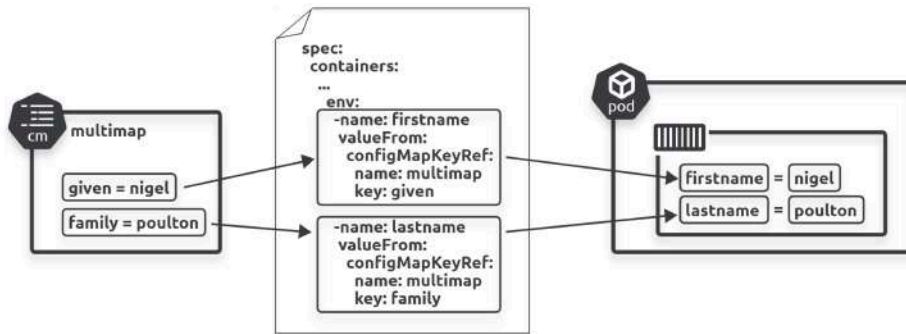 cm
multimap
given = nigel
family = poulton
spec:
containers:
...
env:
-name: firstname
valueFrom:
configMapKeyRef:
name: multimap
key: given
-name: lastname
valueFrom:
configMapKeyRef:
name: multimap
key: family
pod
firstname = nigel
lastname = poulton